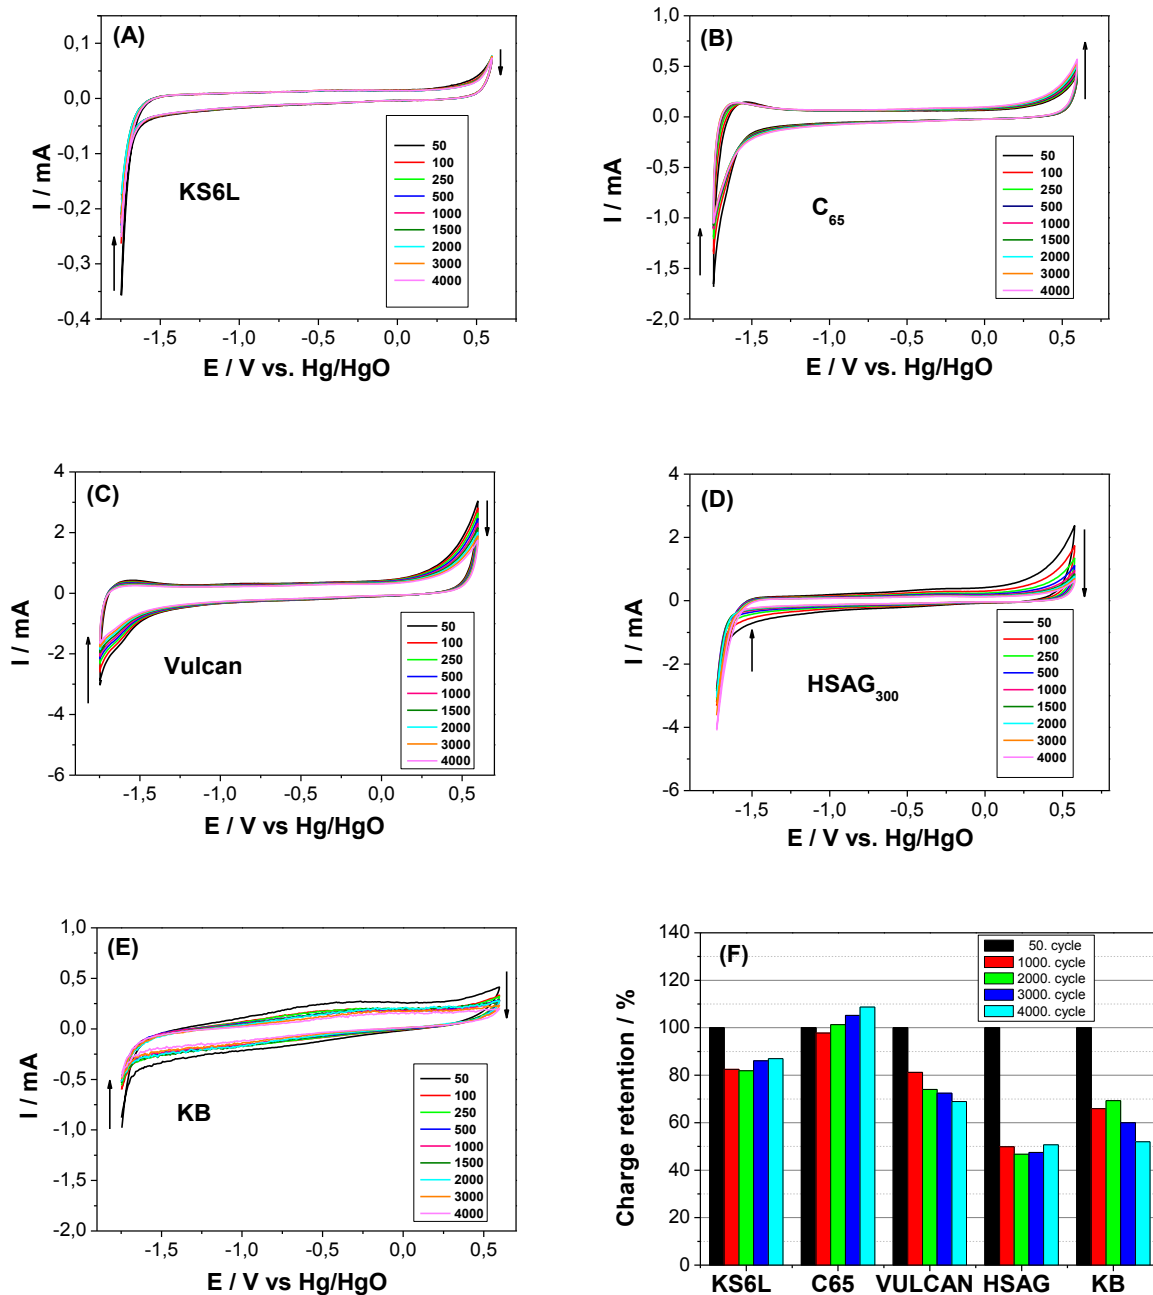 (A)
0,1
0,0
-0,1
-0,2
-0,3
-0,4
I / mA
KS6L
50
100
250
500
1000
1500
2000
3000
4000
-1,5 -1,0 -0,5 0,0 0,5
E / V vs. Hg/HgO
(B)
1,0
0,5
0,0
-0,5
-1,0
-1,5
-2,0
I / mA
C65
50
100
250
500
1000
1500
2000
3000
4000
-1,5 -1,0 -0,5 0,0 0,5
E / V vs. Hg/HgO
(C)
4
2
0
-2
-4
-6
I / mA
Vulcan
50
100
250
500
1000
1500
2000
3000
4000
-1,5 -1,0 -0,5 0,0 0,5
E / V vs Hg/HgO
(D)
4
2
0
-2
-4
-6
I / mA
HSAG300
50
100
250
500
1000
1500
2000
3000
4000
-1,5 -1,0 -0,5 0,0 0,5
E / V vs. Hg/HgO
(E)
1,0
0,5
0,0
-0,5
-1,0
-1,5
-2,0
I / mA
KB
50
100
250
500
1000
1500
2000
3000
4000
-1,5 -1,0 -0,5 0,0 0,5
E / V vs Hg/HgO
(F)
140
120
100
80
60
40
20
0
Charge retention / %
50. cycle
1000. cycle
2000. cycle
3000. cycle
4000. cycle
KS6L C65 VULCAN HSAG KB